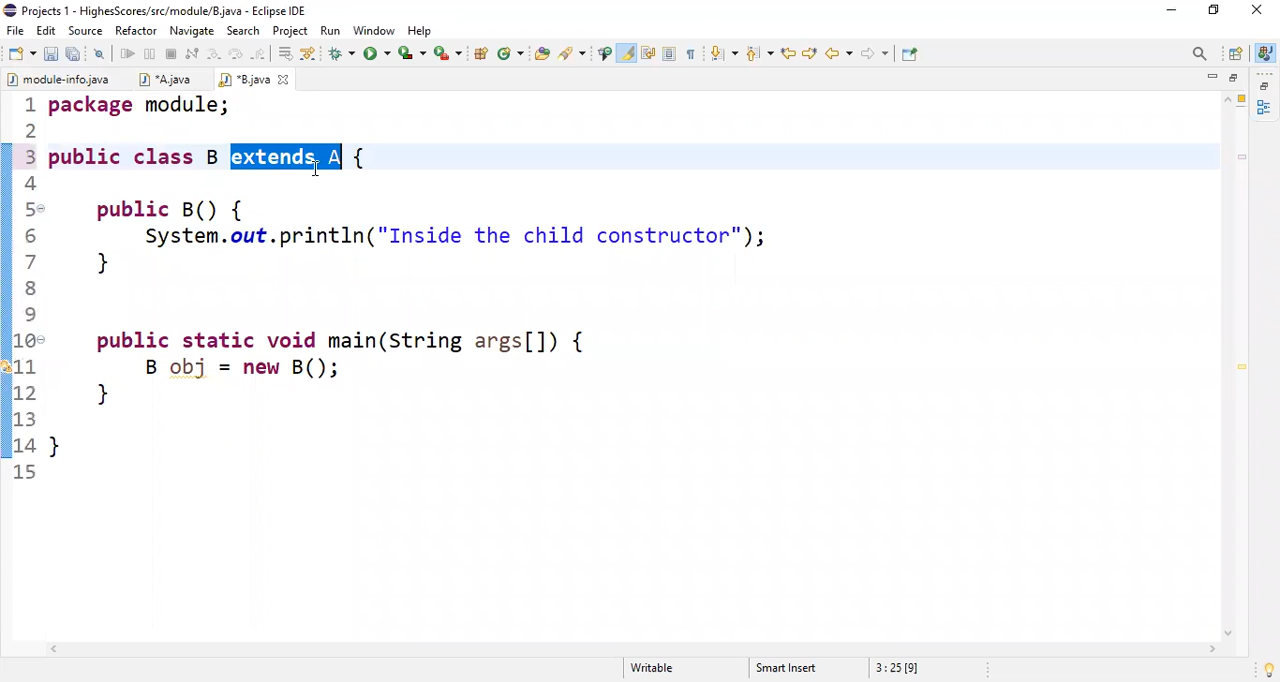 Projects 1 - HighesScores/src/module/B.java - Eclipse IDE
File Edit Source Refactor Navigate Search Project Run Window Help
module-info.java *A.java *B.java
1 package module;
2
3 public class B extends A {
4
5 public B() {
6 System.out.println("Inside the child constructor");
7 }
8
9
10 public static void main(String args[]) {
11 B obj = new B();
12 }
13
14 }
15
Writable Smart Insert 3 : 25 [9]